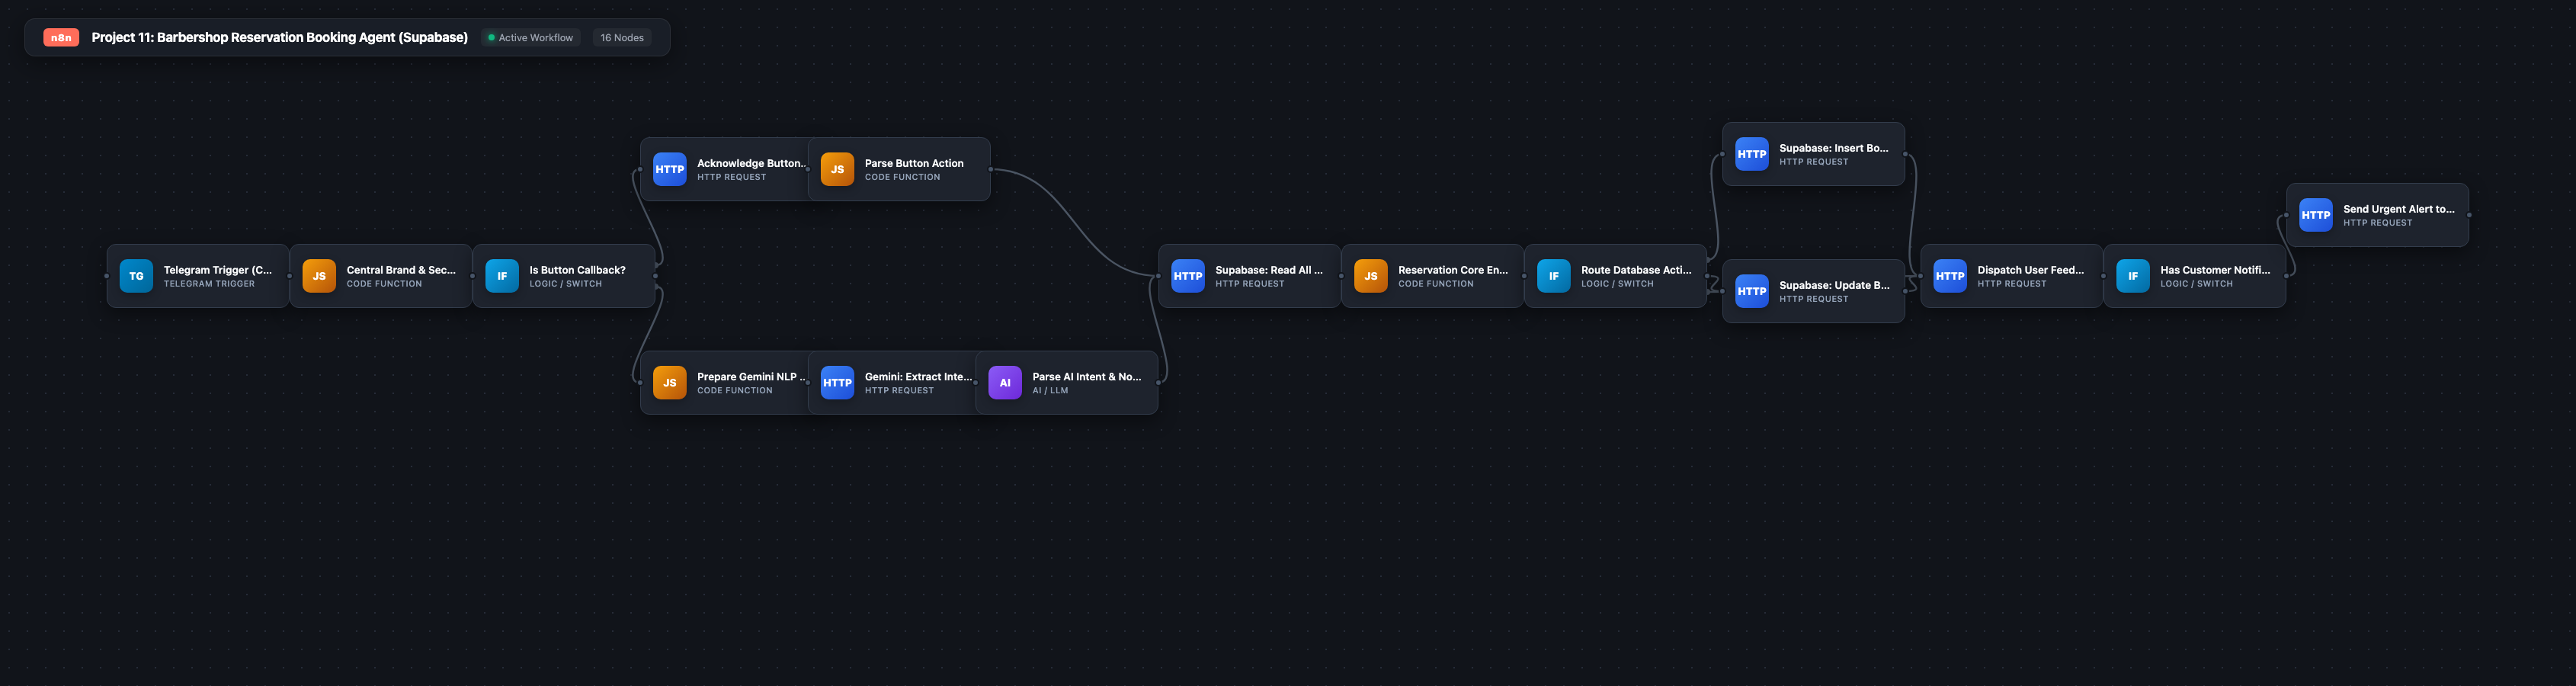 n8n Project 11: Barbershop Reservation Booking Agent (Supabase) Active Workflow 16 Nodes
TG Telegram Trigger (C...
TELEGRAM TRIGGER
JS Central Brand & Sec...
CODE FUNCTION
IF Is Button Callback?
LOGIC / SWITCH
HTTP Acknowledge Button...
HTTP REQUEST
JS Parse Button Action
CODE FUNCTION
JS Prepare Gemini NLP ...
CODE FUNCTION
HTTP Gemini: Extract Inte...
HTTP REQUEST
AI Parse AI Intent & No...
AI / LLM
HTTP Supabase: Read All ...
HTTP REQUEST
JS Reservation Core En...
CODE FUNCTION
IF Route Database Acti...
LOGIC / SWITCH
HTTP Supabase: Insert Bo...
HTTP REQUEST
HTTP Supabase: Update B...
HTTP REQUEST
HTTP Dispatch User Feed...
HTTP REQUEST
IF Has Customer Notifi...
LOGIC / SWITCH
HTTP Send Urgent Alert to...
HTTP REQUEST